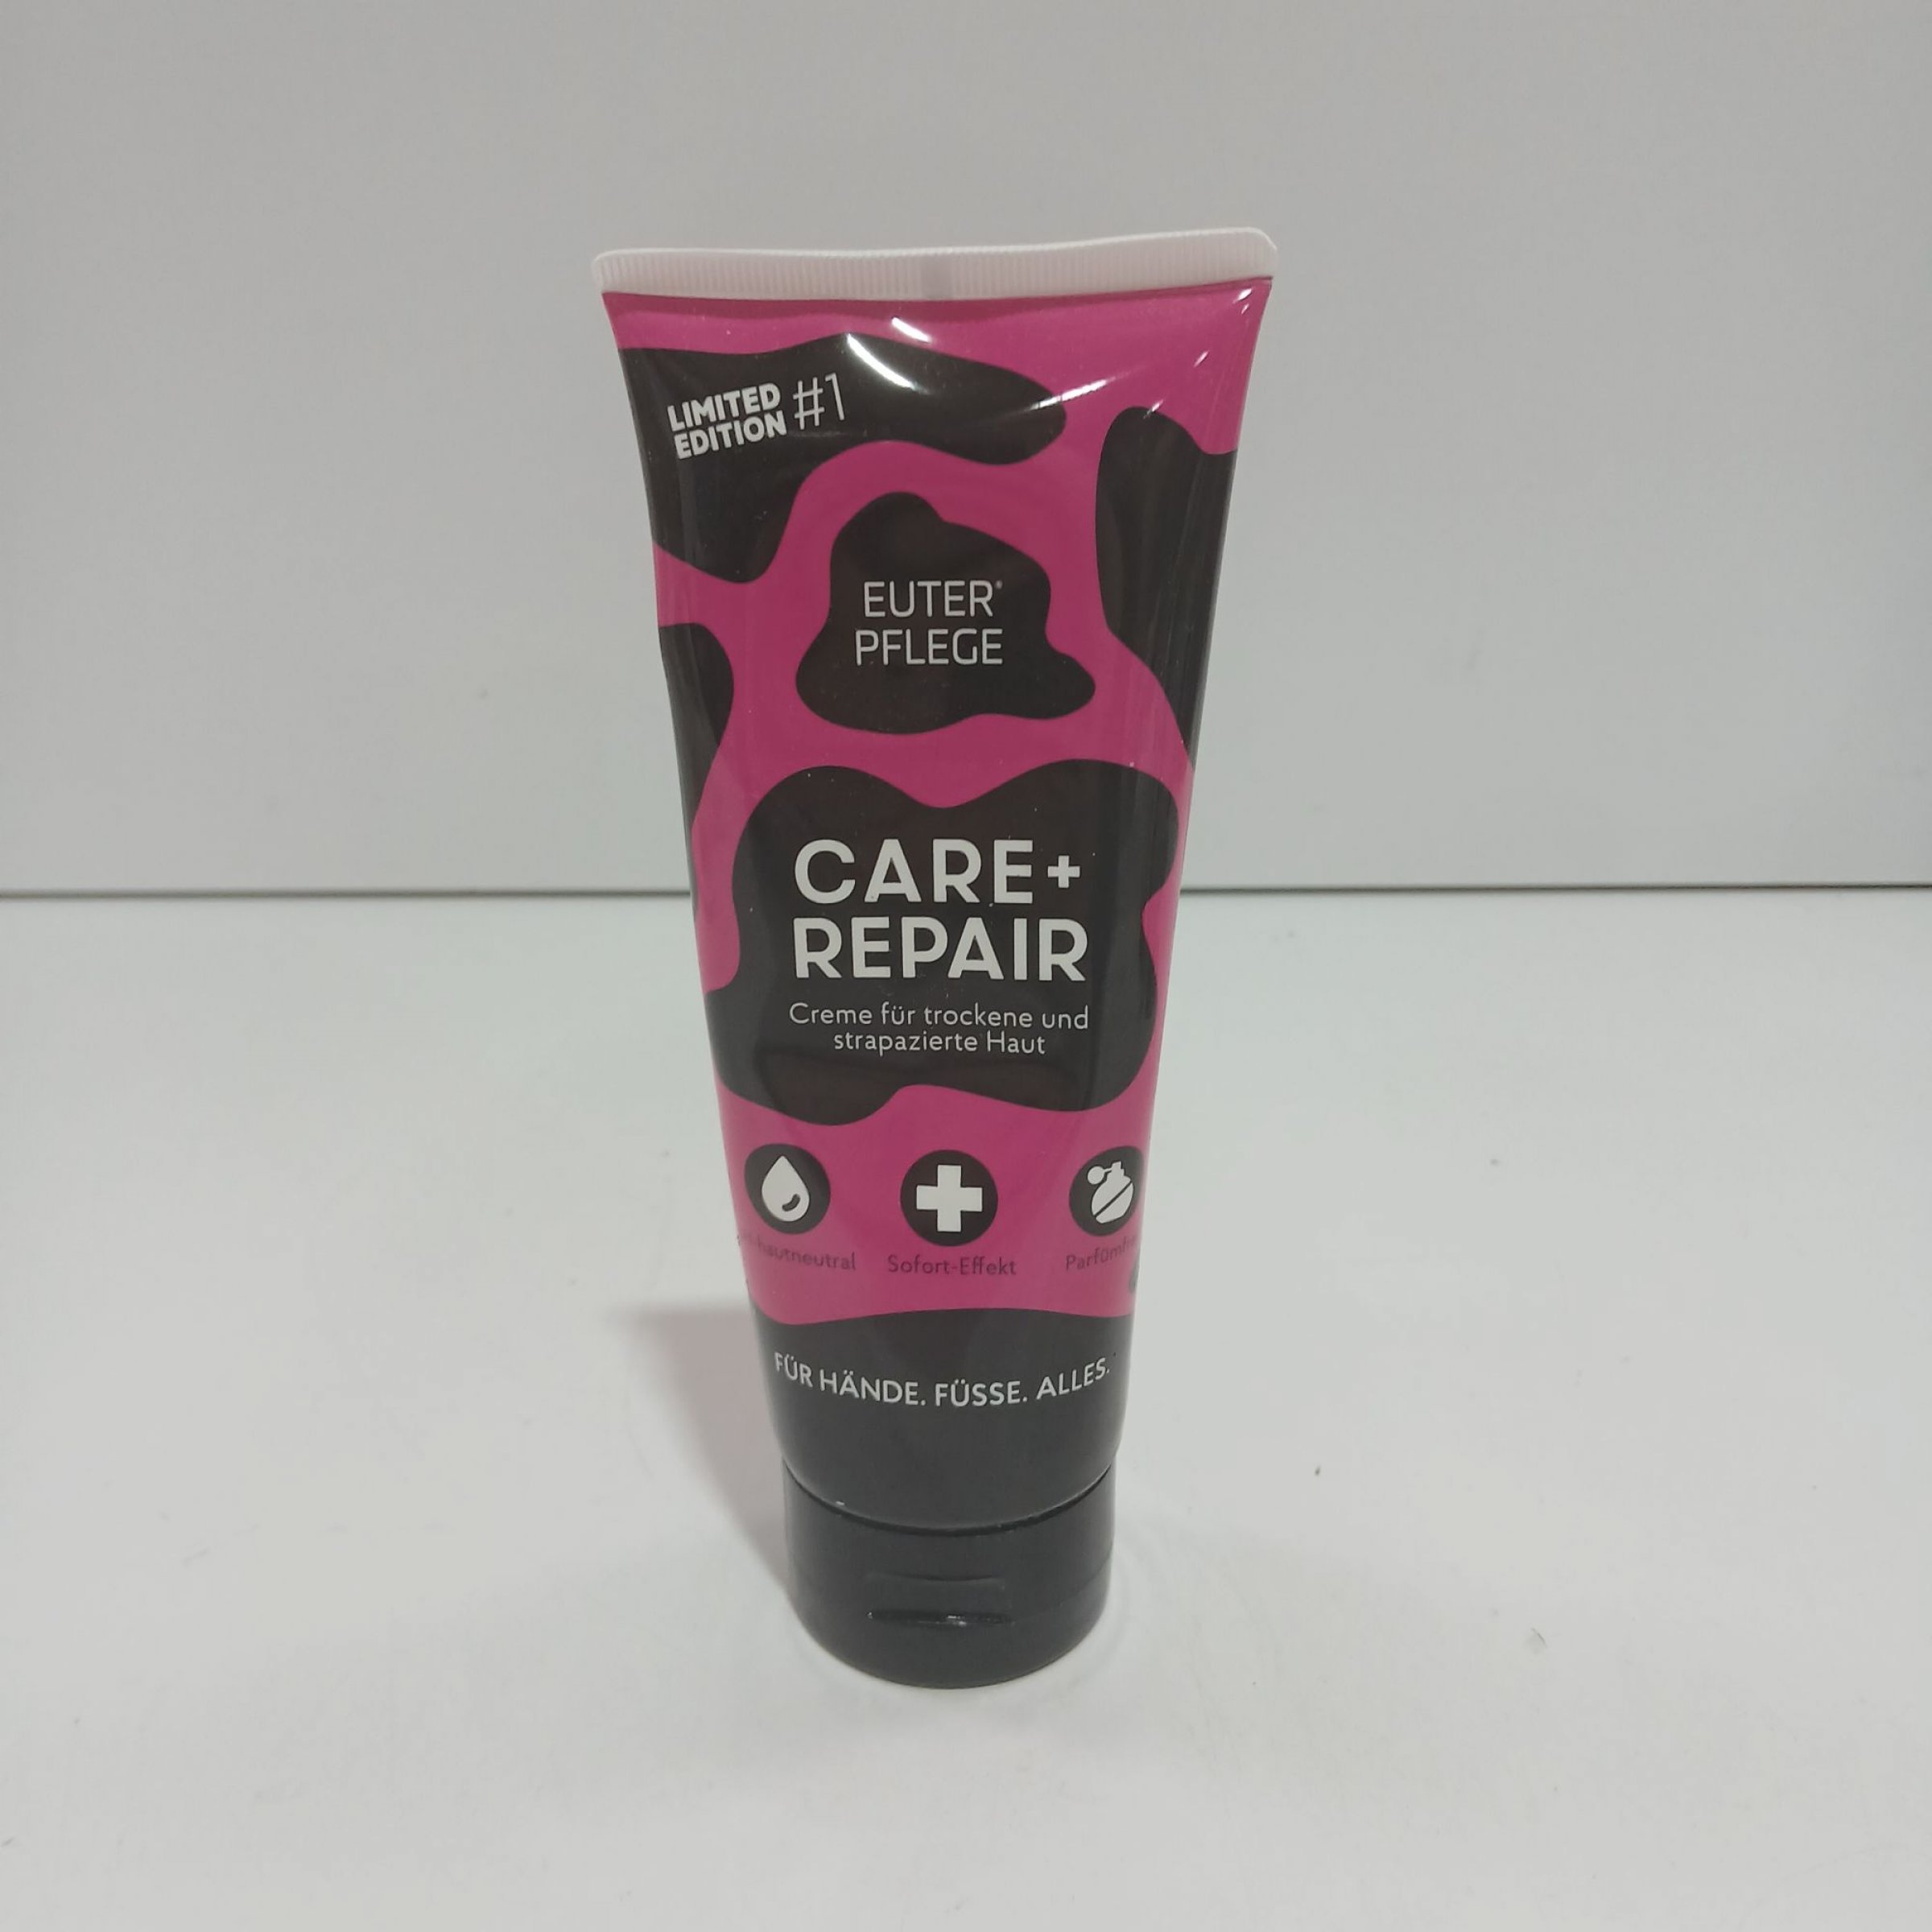 LIMITED
EDITION #1
EUTER®
PFLEGE
CARE+
REPAIR
Creme für trockene und
strapazierte Haut
Sofort-Effekt
FÜR HÄNDE. FÜSSE. ALLES.